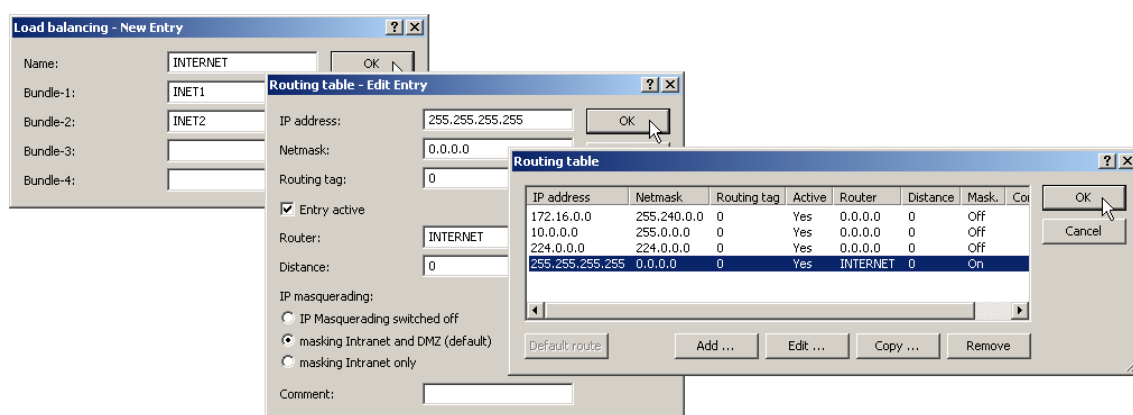 Load balancing - New Entry
Name: INTERNET OK
Bundle-1: INET1
Bundle-2: INET2
Bundle-3:
Bundle-4:
Routing table - Edit Entry
IP address: 255.255.255.255 OK
Netmask: 0.0.0.0
Routing tag: 0
Entry active
Router: INTERNET
Distance: 0
IP masquerading:
IP Masquerading switched off
masking Intranet and DMZ (default)
masking Intranet only
Comment:
Routing table
IP address Netmask Routing tag Active Router Distance Mask. OK
172.16.0.0 255.240.0.0 0 Yes 0.0.0.0 0 Off
10.0.0.0 255.0.0.0 0 Yes 0.0.0.0 0 Off Cancel
224.0.0.0 224.0.0.0 0 Yes 0.0.0.0 0 Off
255.255.255.255 0.0.0.0 0 Yes INTERNET 0 On
Default route Add ... Edit ... Copy ... Remove